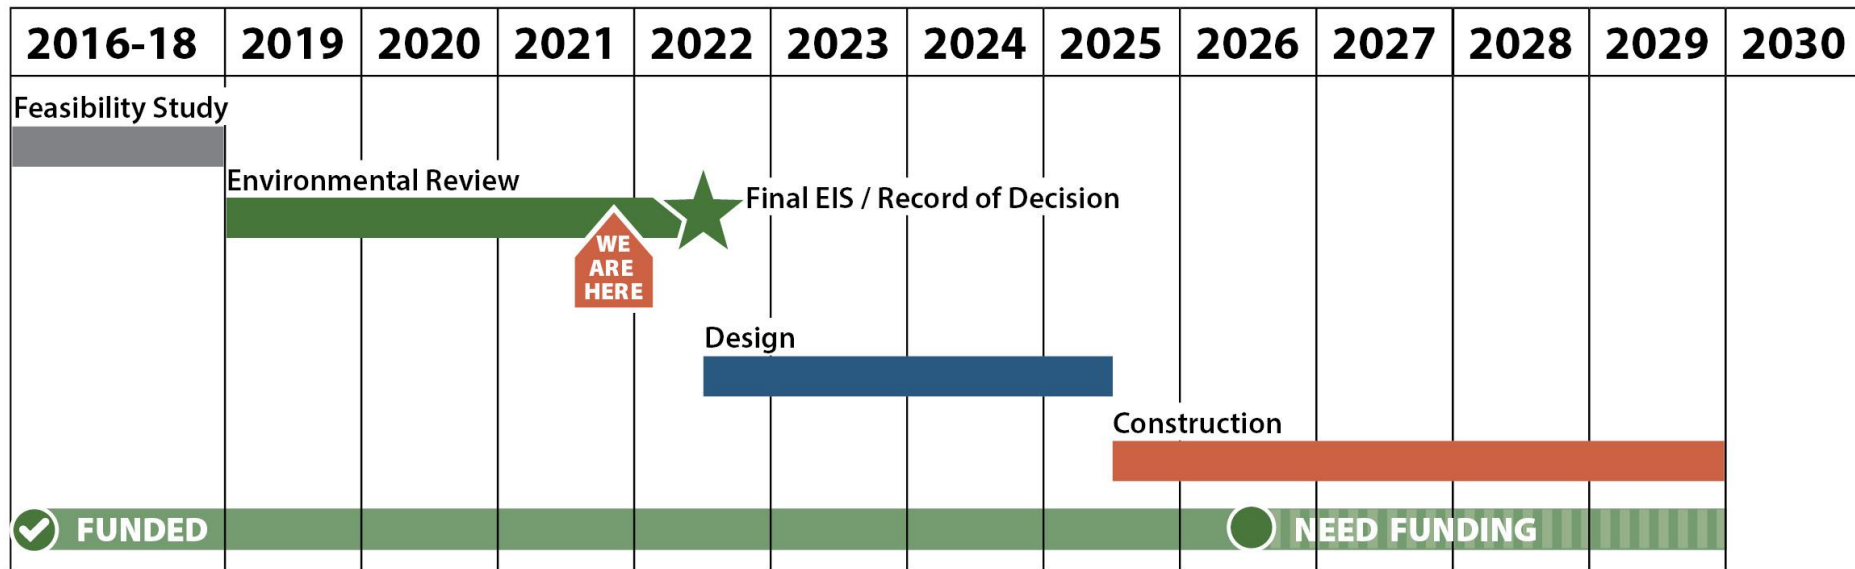 2016-18 2019 2020 2021 2022 2023 2024 2025 2026 2027 2028 2029 2030
Feasibility Study
Environmental Review
Final EIS / Record of Decision
WE
ARE
HERE
Design
Construction
FUNDED NEED FUNDING